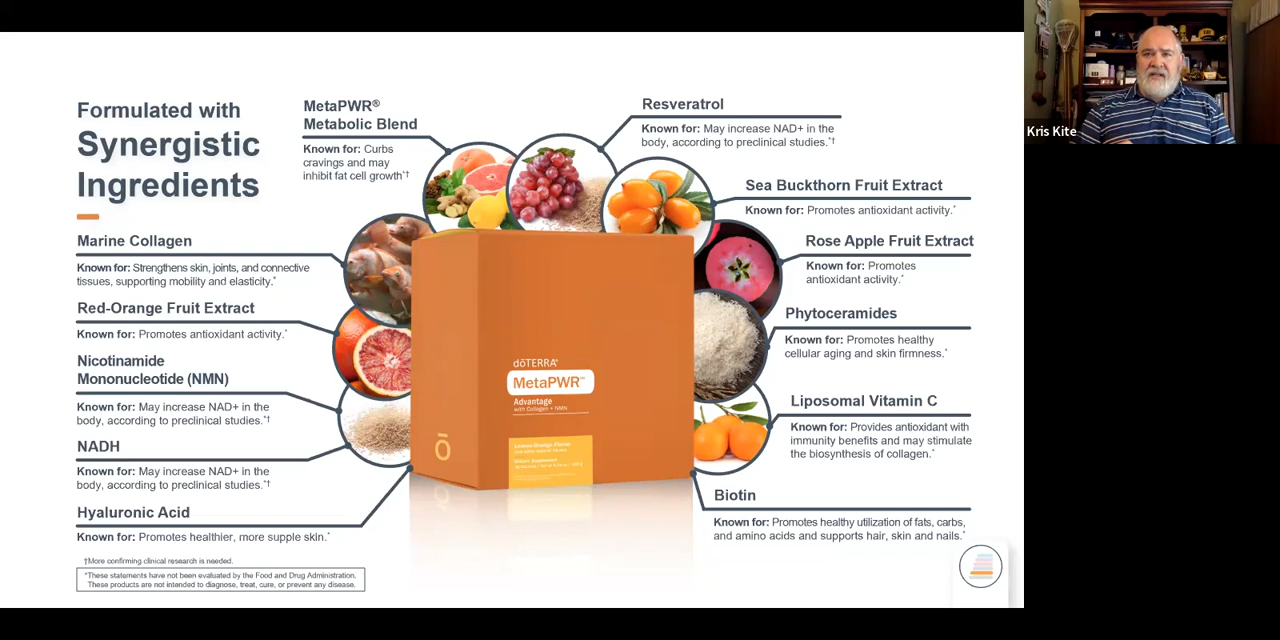 Formulated with
Synergistic
Ingredients
MetaPWR®
Metabolic Blend
Known for: Curbs
cravings and may
inhibit fat cell growth*†
Resveratrol
Known for: May increase NAD+ in the
body, according to preclinical studies.*†
Sea Buckthorn Fruit Extract
Known for: Promotes antioxidant activity.*
Rose Apple Fruit Extract
Known for: Promotes
antioxidant activity.*
Phytoceramides
Known for: Promotes healthy
cellular aging and skin firmness.*
Liposomal Vitamin C
Known for: Provides antioxidant with
immunity benefits and may stimulate
the biosynthesis of collagen.*
Biotin
Known for: Promotes healthy utilization of fats, carbs,
and amino acids and supports hair, skin and nails.*
Marine Collagen
Known for: Strengthens skin, joints, and connective
tissues, supporting mobility and elasticity.*
Red-Orange Fruit Extract
Known for: Promotes antioxidant activity.*
Nicotinamide
Mononucleotide (NMN)
Known for: May increase NAD+ in the
body, according to preclinical studies.*†
NADH
Known for: May increase NAD+ in the
body, according to preclinical studies.*†
Hyaluronic Acid
Known for: Promotes healthier, more supple skin.*
†More confirming clinical research is needed.
*These statements have not been evaluated by the Food and Drug Administration.
These products are not intended to diagnose, treat, cure, or prevent any disease.
dōTERRA®
MetaPWR™
Advantage
with Collagen + NMN
ō
Dietary Supplement
Kris Kite